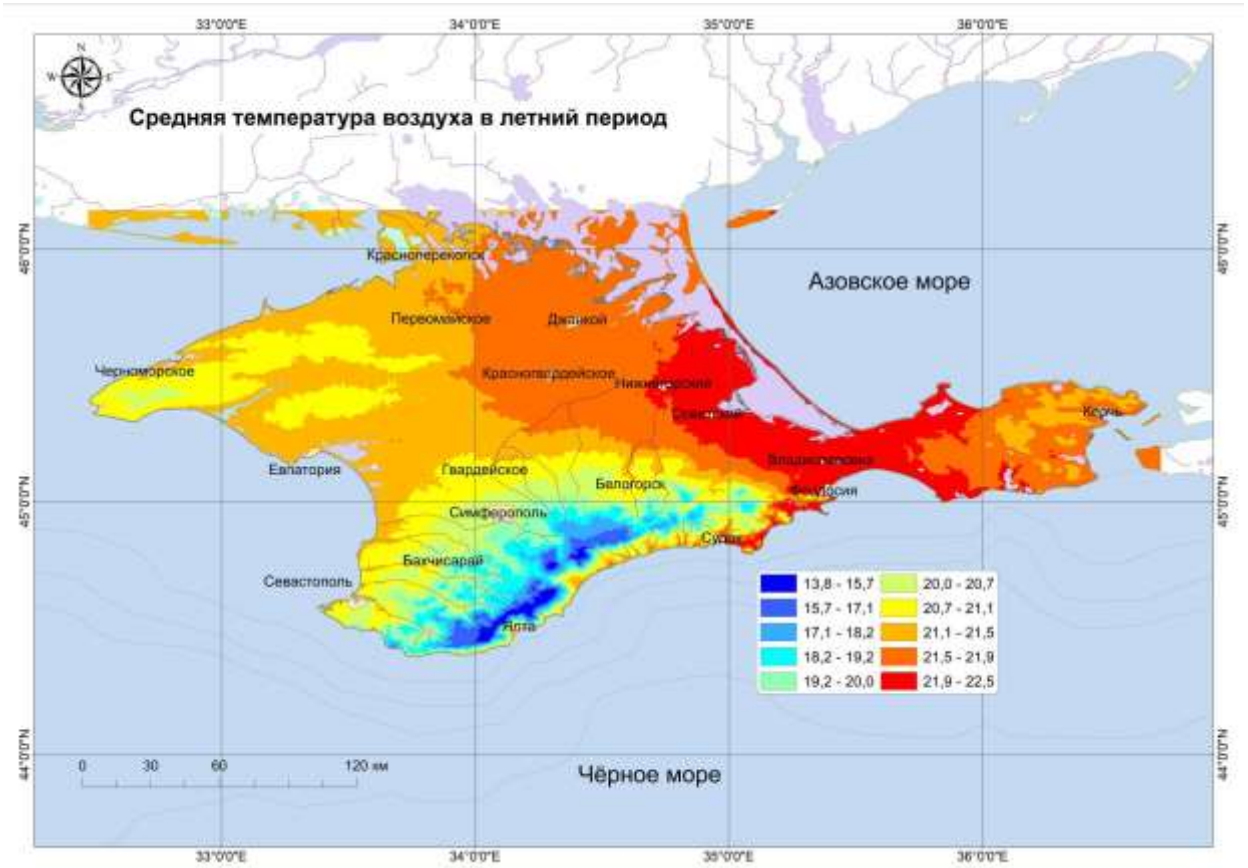 33°0'0"E 34°0'0"E 35°0'0"E 36°0'0"E
N
W E
S
Средняя температура воздуха в летний период
46°0'0"N 46°0'0"N
Красноперекопск
Азовское море
Первомайское Джанкой
Черноморское Красногвардейское Нижнегорский
Советский Керчь
Евпатория Гвардейское Владиславовка
Белогорск Феодосия
45°0'0"N 45°0'0"N
Симферополь
Судак
Бахчисарай
Севастополь
Ялта
13,8 - 15,7 20,0 - 20,7
15,7 - 17,1 20,7 - 21,1
17,1 - 18,2 21,1 - 21,5
18,2 - 19,2 21,5 - 21,9
19,2 - 20,0 21,9 - 22,5
44°0'0"N 44°0'0"N
0 30 60 120 км
Чёрное море
33°0'0"E 34°0'0"E 35°0'0"E 36°0'0"E